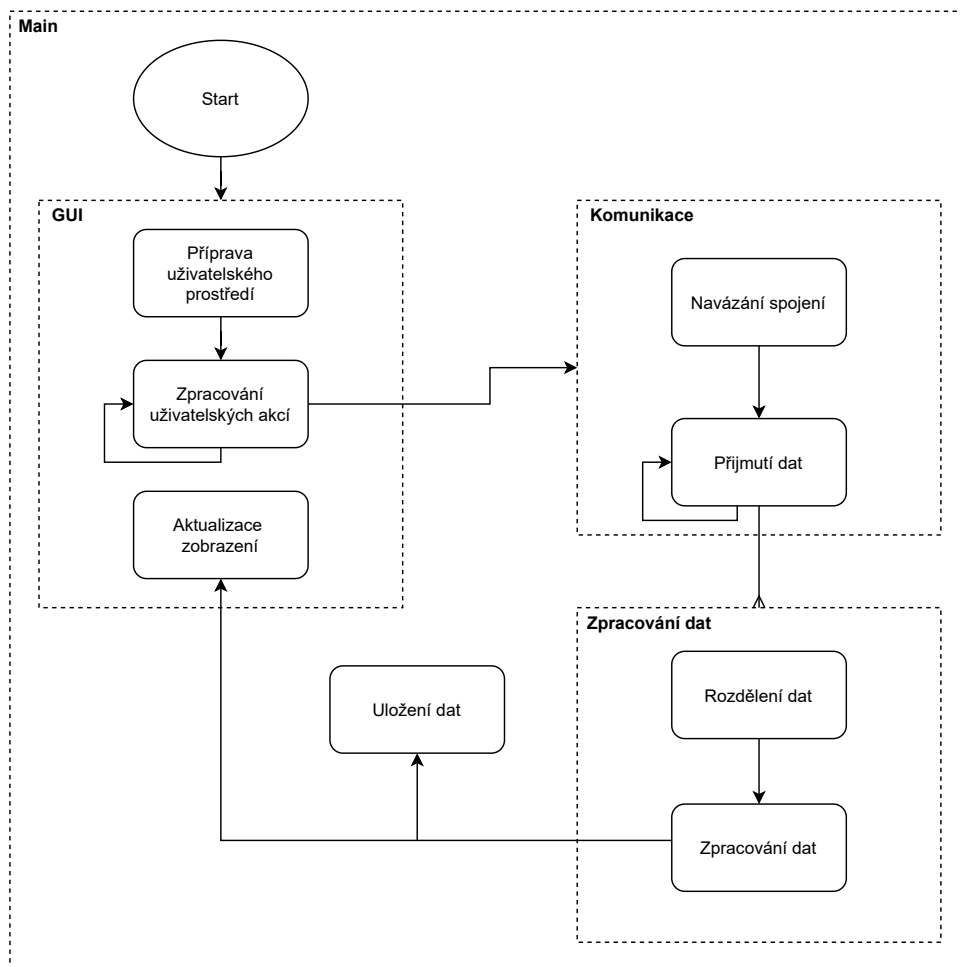 Main
Start
GUI
Příprava
uživatelského
prostředí
Zpracování
uživatelských akcí
Aktualizace
zobrazení
Komunikace
Navázání spojení
Přijmutí dat
Zpracování dat
Rozdělení dat
Zpracování dat
Uložení dat